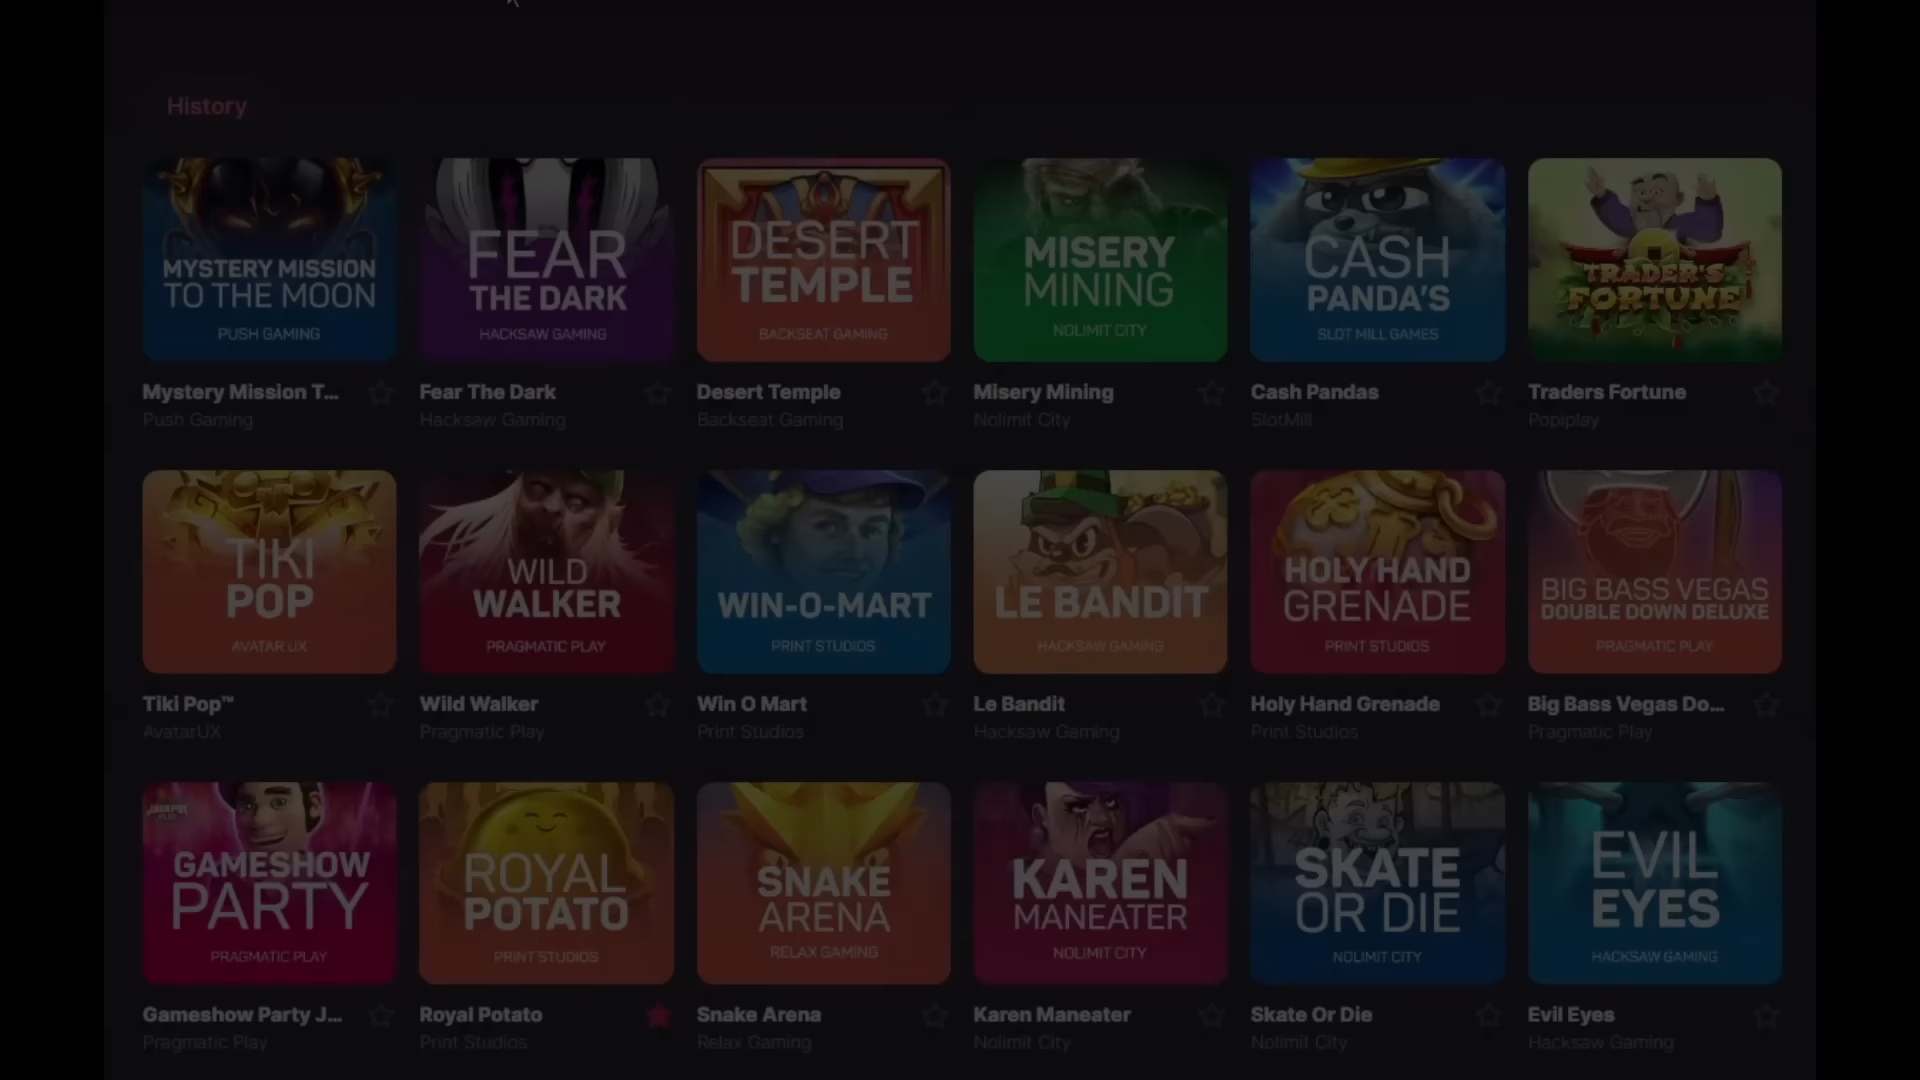 History
MYSTERY MISSION
TO THE MOON
PUSH GAMING
FEAR
THE DARK
HACKSAW GAMING
DESERT
TEMPLE
BACKSEAT GAMING
MISERY
MINING
NOLIMIT CITY
CASH
PANDA'S
SLOT MILL GAMES
TRADER'S
FORTUNE
Mystery Mission T...
Push Gaming
Fear The Dark
Hacksaw Gaming
Desert Temple
Backseat Gaming
Misery Mining
Nolimit City
Cash Pandas
SlotMill
Traders Fortune
Popiplay
TIKI
POP
AVATAR UX
WILD
WALKER
PRAGMATIC PLAY
WIN-O-MART
PRINT STUDIOS
LE BANDIT
HACKSAW GAMING
HOLY HAND
GRENADE
PRINT STUDIOS
BIG BASS VEGAS
DOUBLE DOWN DELUXE
PRAGMATIC PLAY
Tiki Pop™
AvatarUX
Wild Walker
Pragmatic Play
Win O Mart
Print Studios
Le Bandit
Hacksaw Gaming
Holy Hand Grenade
Print Studios
Big Bass Vegas Do...
Pragmatic Play
JACKPOT
PLAY
GAMESHOW
PARTY
PRAGMATIC PLAY
ROYAL
POTATO
PRINT STUDIOS
SNAKE
ARENA
RELAX GAMING
KAREN
MANEATER
NOLIMIT CITY
SKATE
OR DIE
NOLIMIT CITY
EVIL
EYES
HACKSAW GAMING
Gameshow Party J...
Pragmatic Play
Royal Potato
Print Studios
Snake Arena
Relax Gaming
Karen Maneater
Nolimit City
Skate Or Die
Nolimit City
Evil Eyes
Hacksaw Gaming